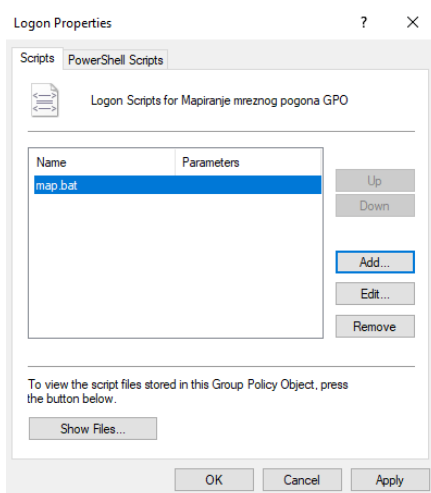 Logon Properties
?
Scripts
PowerShell Scripts
Logon Scripts for Mapiranje mreznog pogona GPO
Name Parameters
map.bat
Up
Down
Add...
Edit...
Remove
To view the script files stored in this Group Policy Object, press
the button below.
Show Files...
OK Cancel Apply